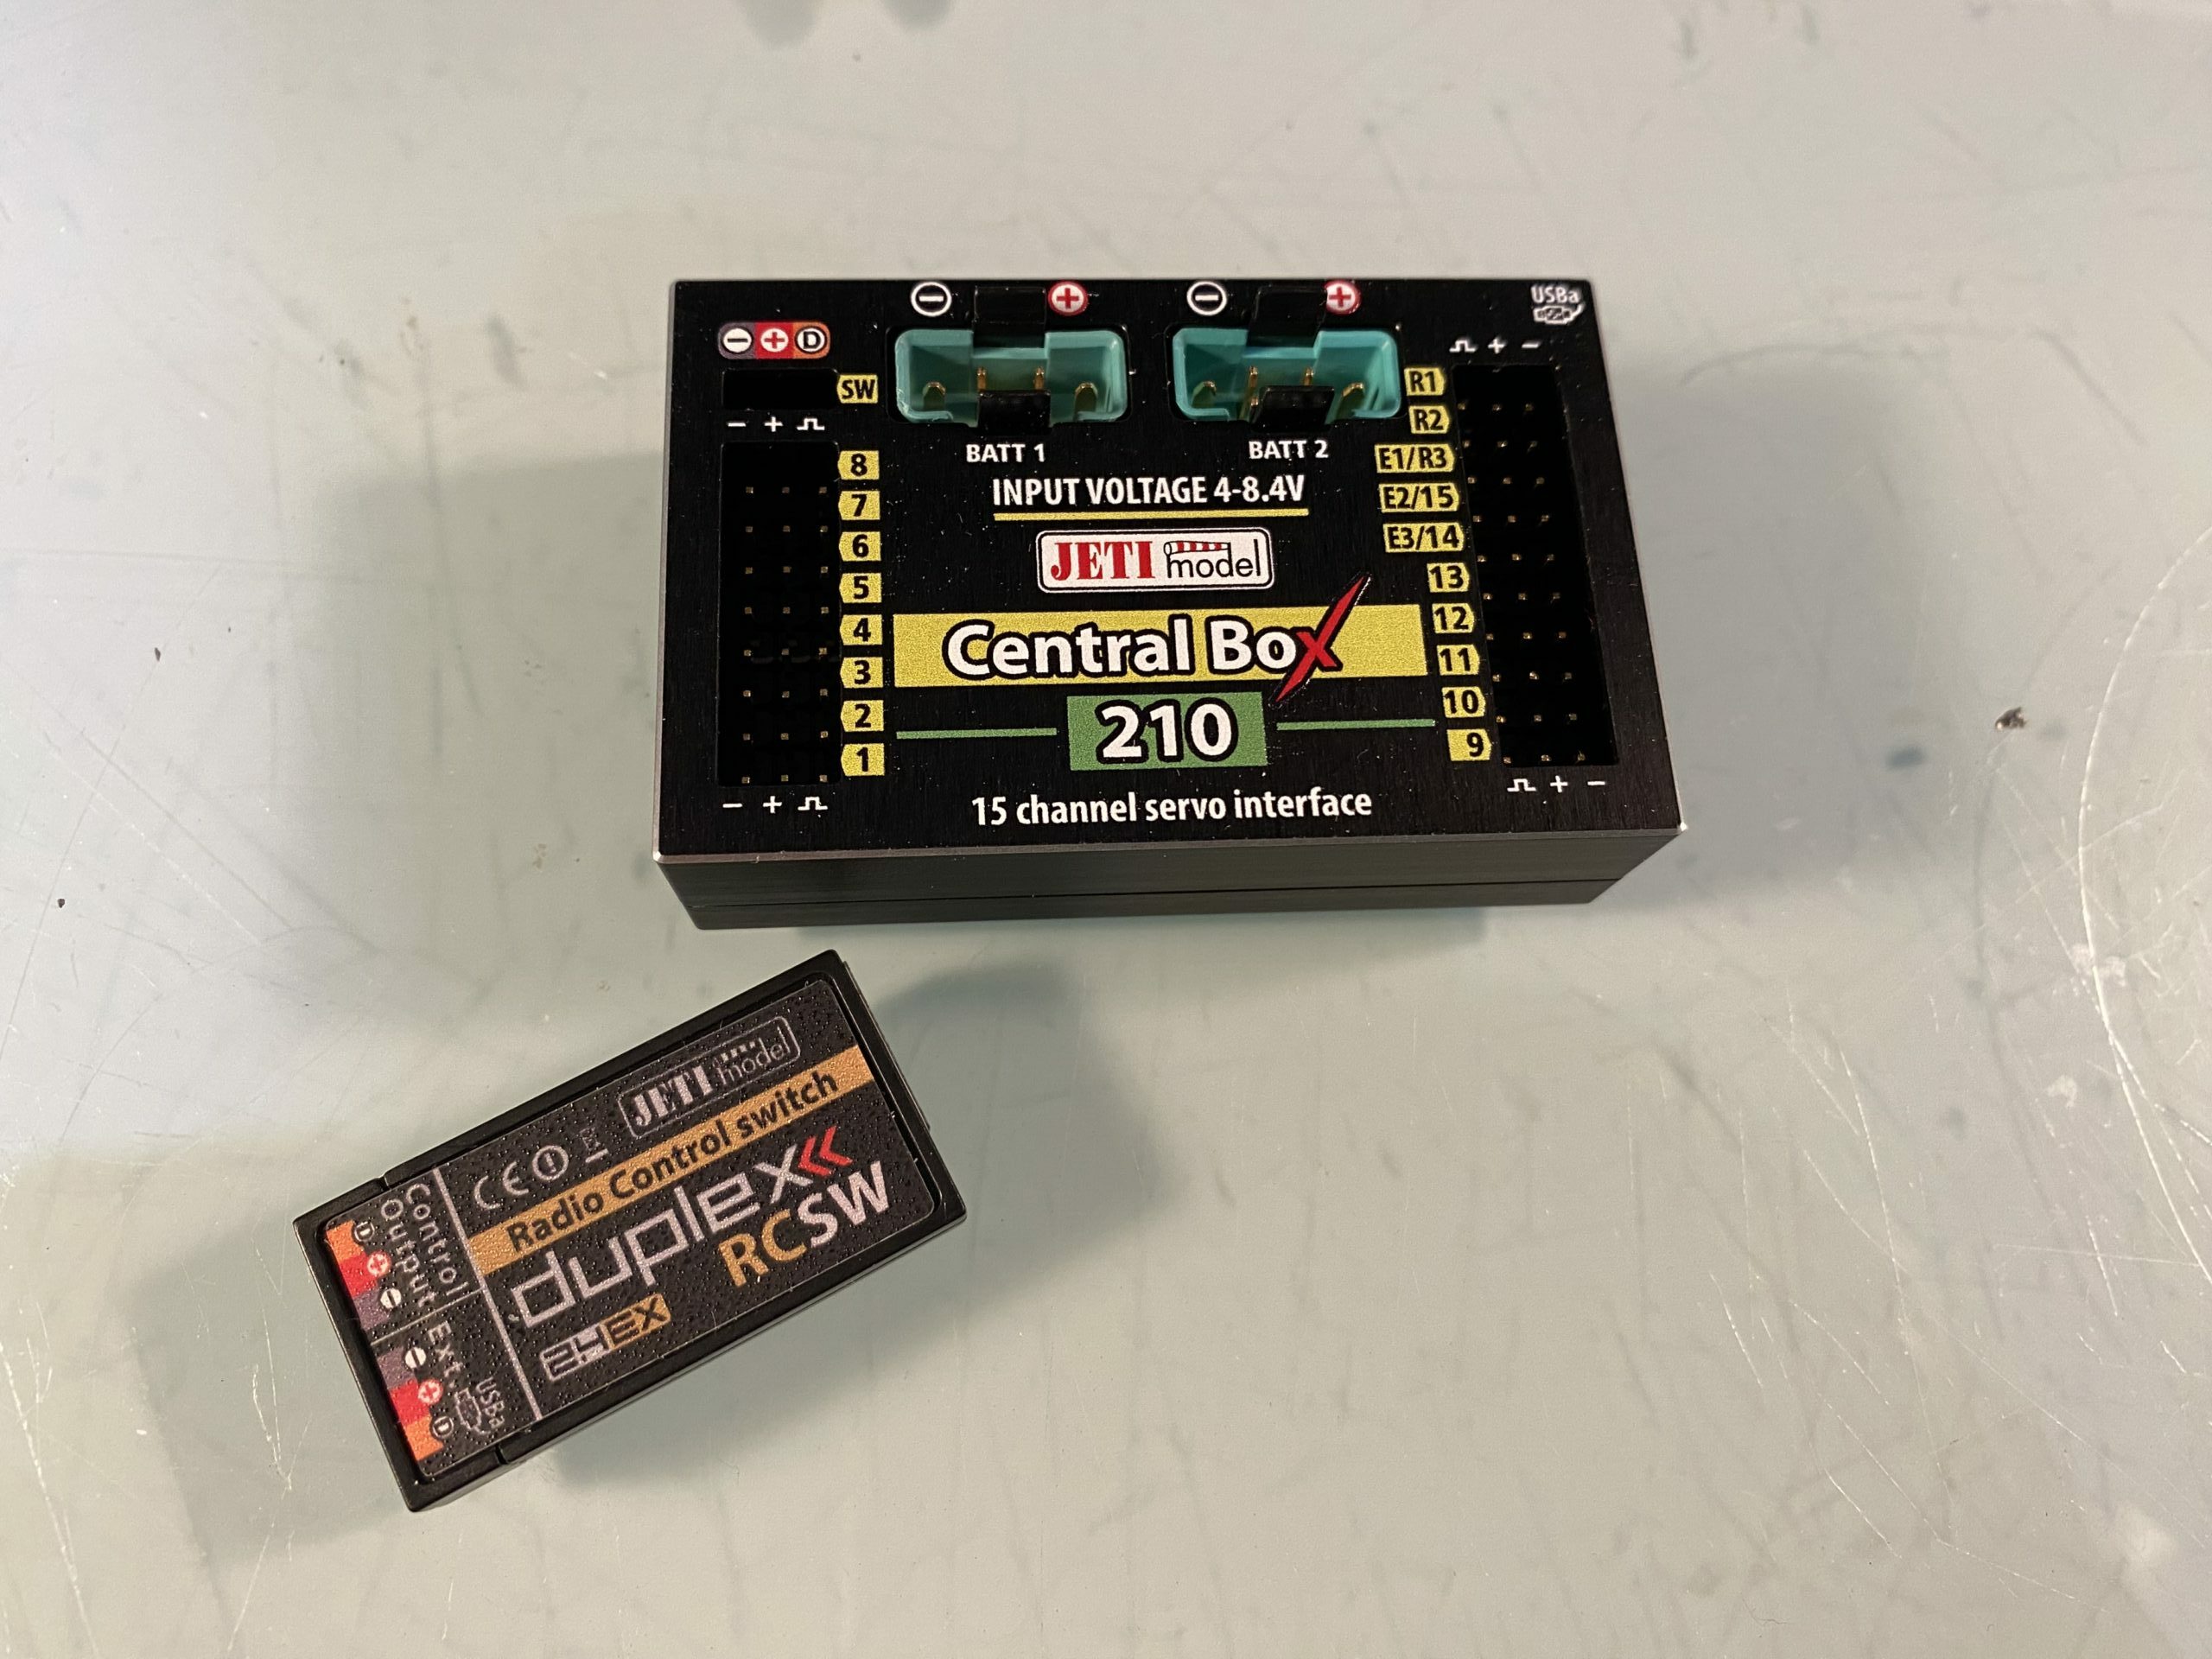 USBa
− + D
SW
− +
8
7
6
5
4
3
2
1
− +
− +
− +
BATT 1
BATT 2
INPUT VOLTAGE 4-8.4V
JETI model
Central Box
210
15 channel servo interface
+ −
R1
R2
E1/R3
E2/15
E3/14
13
12
11
10
9
+ −
JETI model
CE
Radio Control switch
duplex
RCSW
2.4EX
Control
Output
D + −
Ext.
USBa
− + D